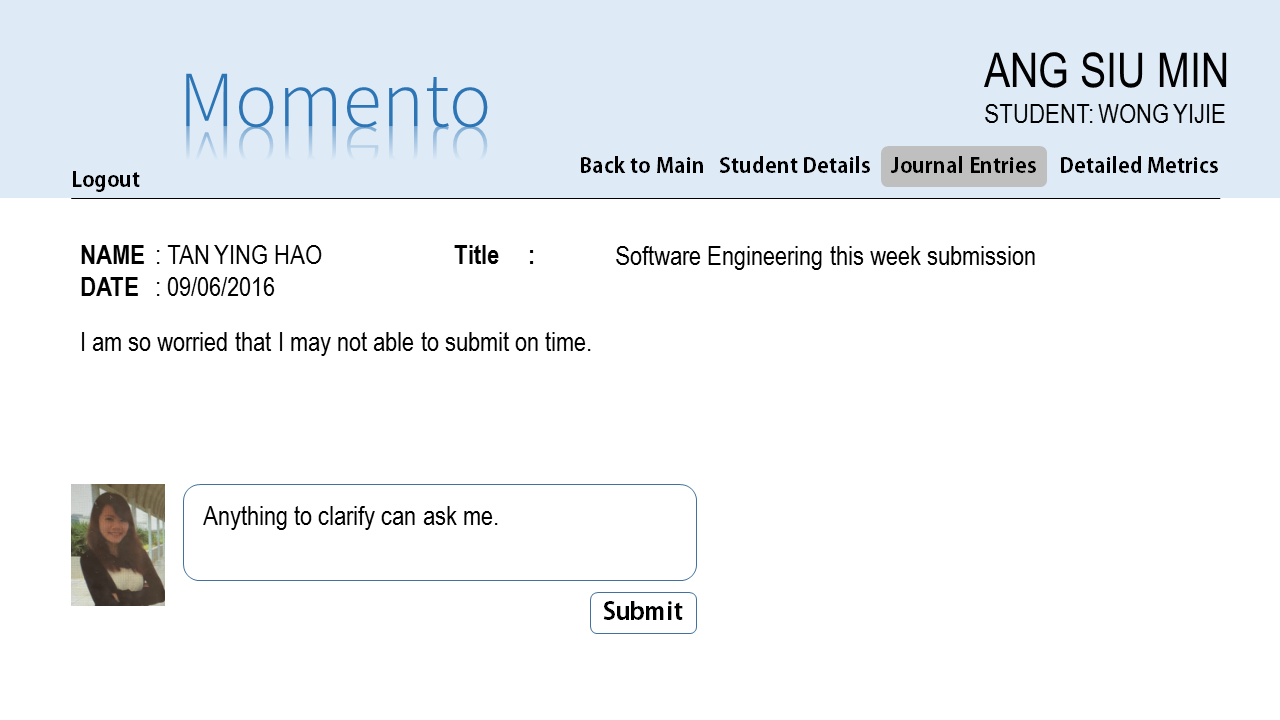 Momento
ANG SIU MIN
STUDENT: WONG YIJIE
Logout
Back to Main Student Details Journal Entries Detailed Metrics
NAME : TAN YING HAO Title : Software Engineering this week submission
DATE : 09/06/2016
I am so worried that I may not able to submit on time.
Anything to clarify can ask me.
Submit